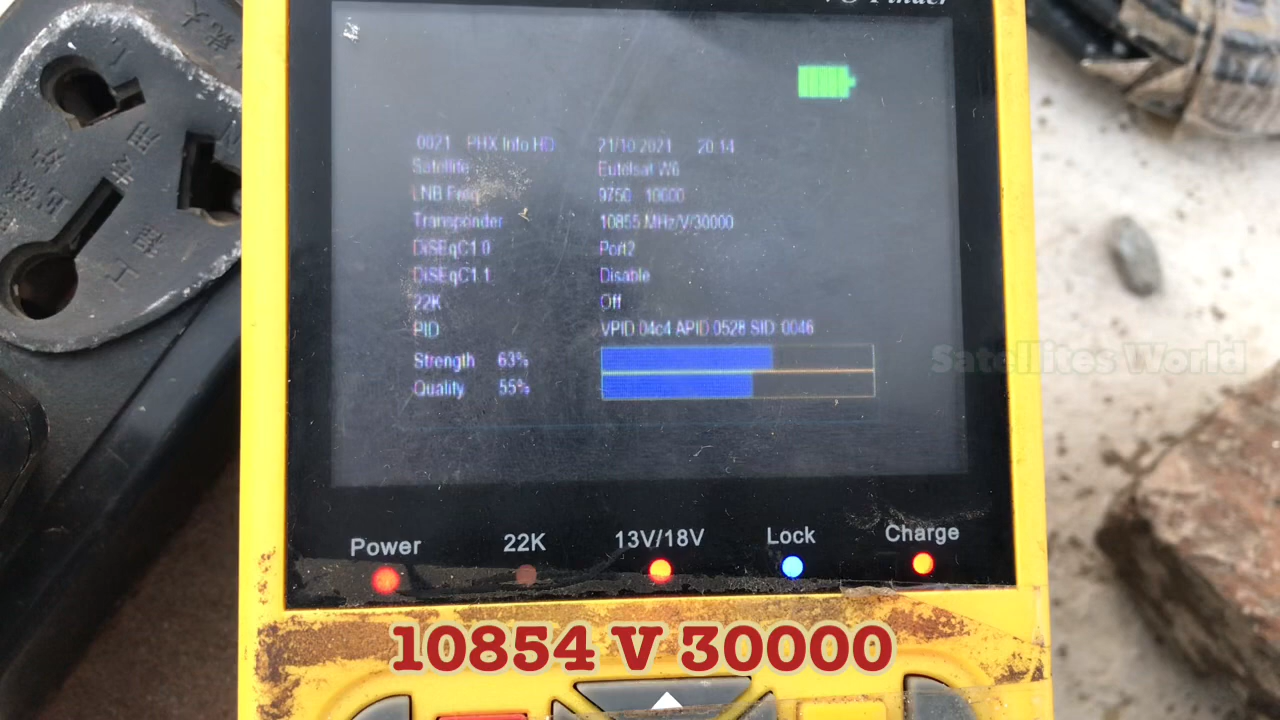 Finder
0021 PHX Info HD 21/10 2021 20:14
Satellite Eutelsat W6
LNB Freq 9750 10600
Transponder 10855 MHz/V/30000
DiSEqC1.0 Port2
DiSEqC1.1 Disable
22K Off
PID VPID:04c4 APID:0528 SID: 0046
Strength 63%
Quality 55%
Satellites World
Power 22K 13V/18V Lock Charge
10854 V 30000